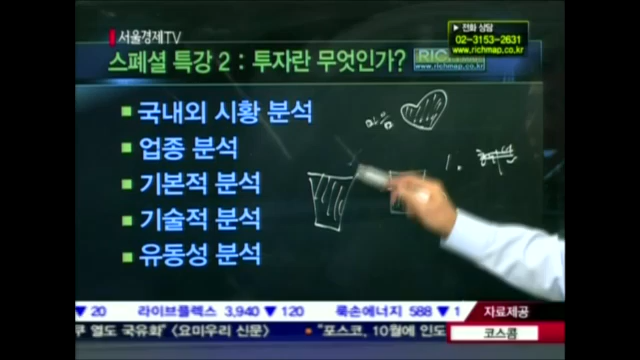 서울경제TV
▶ 전화 상담
02-3153-2631
www.richmap.co.kr
스페셜 특강 2 : 투자란 무엇인가?
RICH
www.richmap.co.kr
■ 국내외 시황 분석
■ 업종 분석
■ 기본적 분석
■ 기술적 분석
■ 유동성 분석
마음
1.
▼ 20 라이브플렉스 3,940 ▼ 120 룩손에너지 588 ▼ 1
자료제공
쿠 열도 국유화" <요미우리 신문> • "포스코, 10월에 인도
코스콤